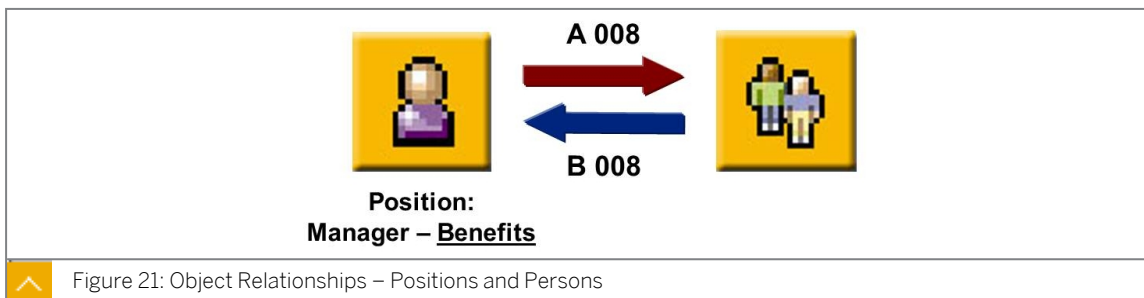 A 008
B 008
Position:
Manager – Benefits
Figure 21: Object Relationships – Positions and Persons